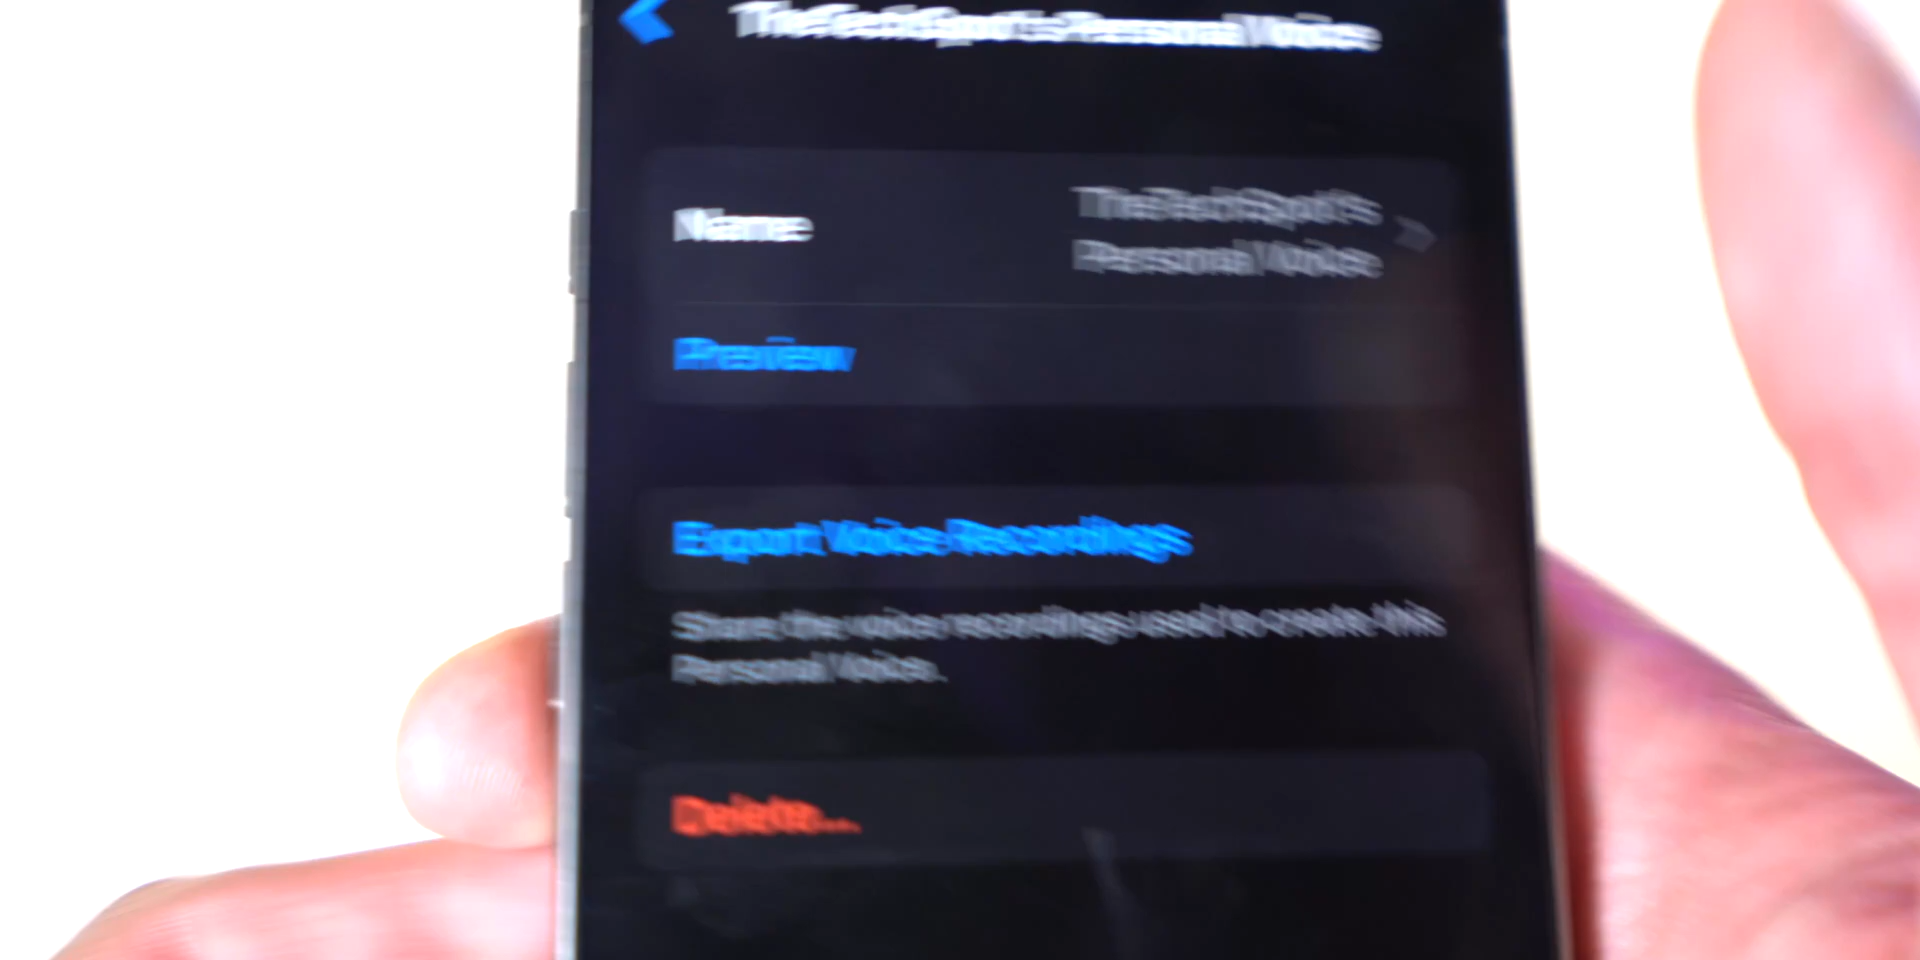 TheTechSpot's Personal Voice
Name
TheTechSpot's
Personal Voice
Preview
Export Voice Recordings
Share the voice recordings used to create this
Personal Voice.
Delete...